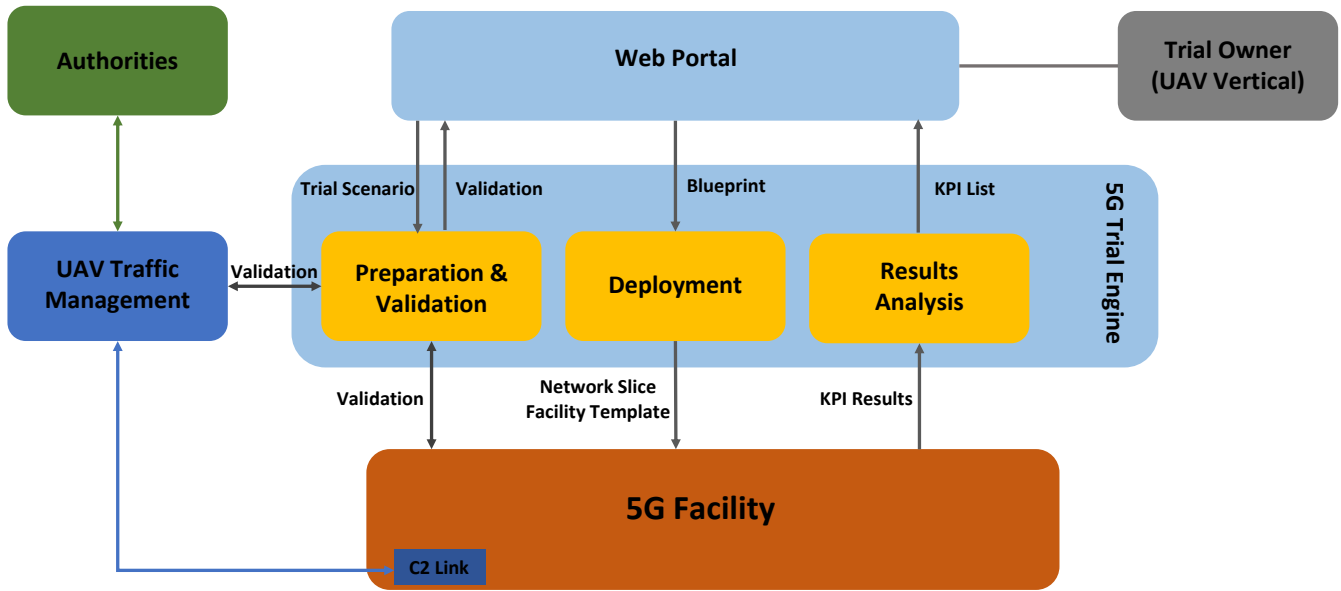 Authorities
Web Portal
Trial Owner
(UAV Vertical)
Trial Scenario
Validation
Blueprint
KPI List
5G Trial Engine
UAV Traffic
Management
Validation
Preparation &
Validation
Deployment
Results
Analysis
Validation
Network Slice
Facility Template
KPI Results
5G Facility
C2 Link